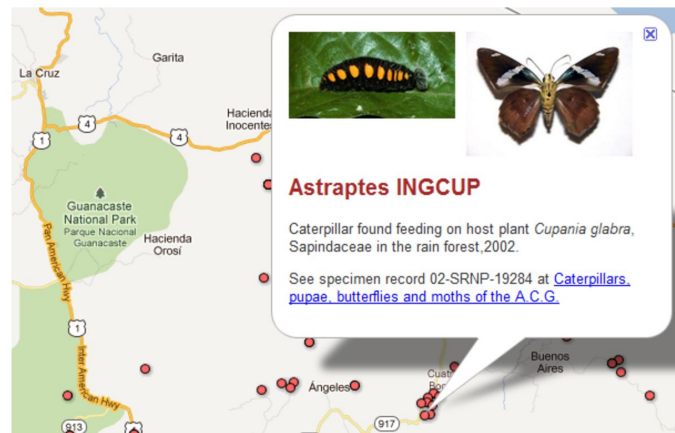 Garita
La Cruz
Hacienda
4
4
1
Guanacaste
National Park
Parque Nacional
Guanacaste
Hacienda
Orosí
Pan American Hwy
1
Inter American Hwy
913
Ángeles
917
Buenos
Aires
Astraptes INGCUP
Caterpillar found feeding on host plant Cupania glabra,
Sapindaceae in the rain forest,2002.
See specimen record 02-SRNP-19284 at Caterpillars,
pupae, butterflies and moths of the A.C.G.